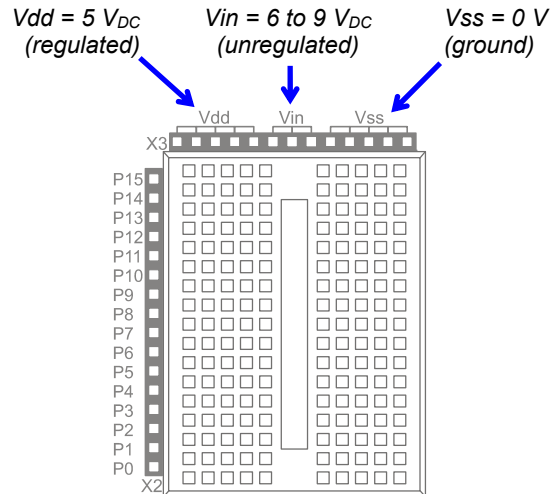 Vdd = 5 VDC
(regulated)
Vin = 6 to 9 VDC
(unregulated)
Vss = 0 V
(ground)
Vdd Vin Vss
X3
P15
P14
P13
P12
P11
P10
P9
P8
P7
P6
P5
P4
P3
P2
P1
P0
X2